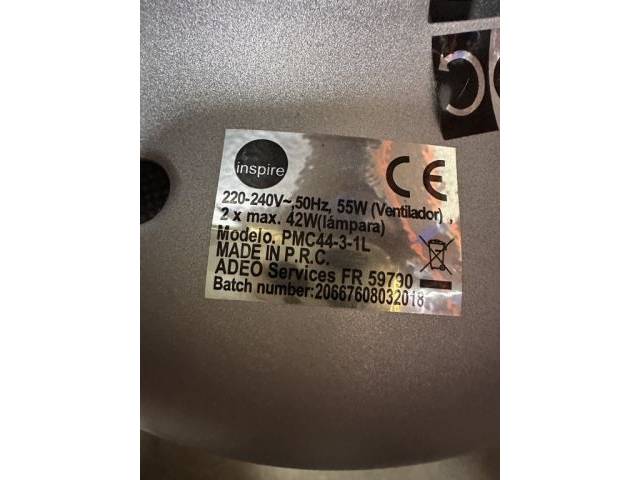 inspire
CE
220-240V~,50Hz, 55W (Ventilador) ,
2 x max. 42W(lámpara)
Modelo. PMC44-3-1L
MADE IN P.R.C.
ADEO Services FR 59790
Batch number:20667608032018